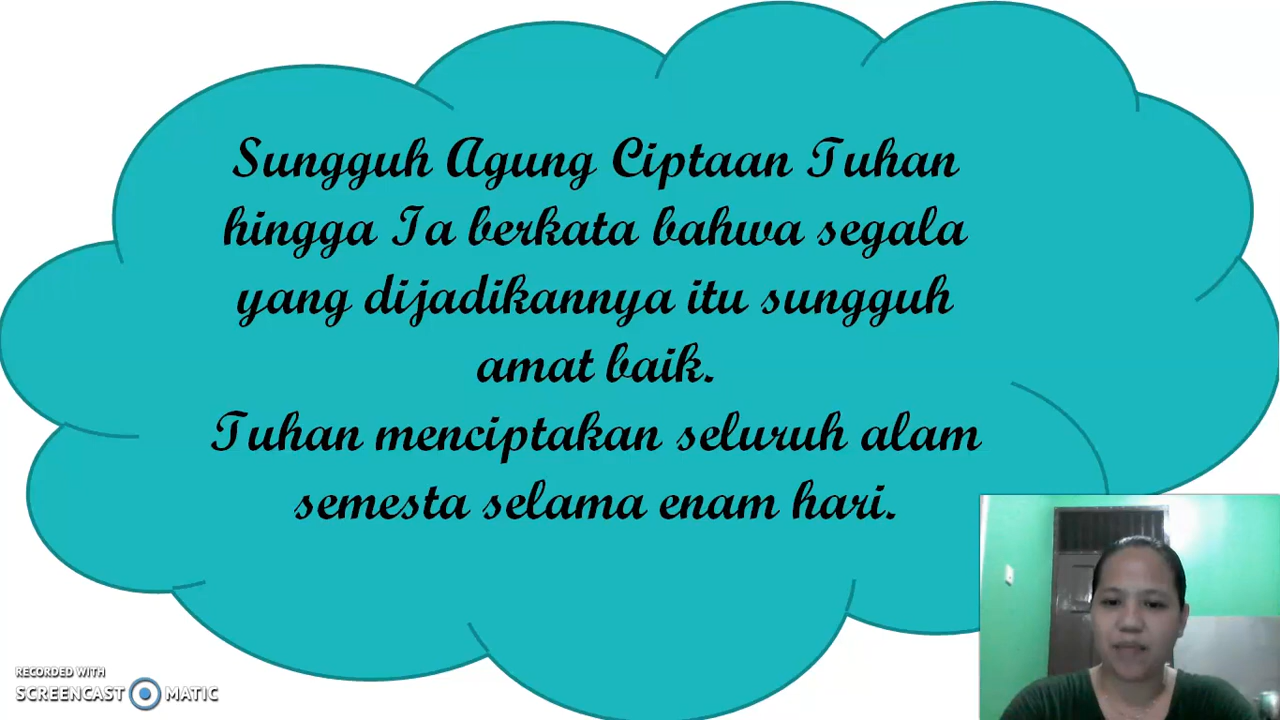 Sungguh Agung Ciptaan Tuhan
hingga Ia berkata bahwa segala
yang dijadikannya itu sungguh
amat baik.
Tuhan menciptakan seluruh alam
semesta selama enam hari.
RECORDED WITH
SCREENCAST MATIC